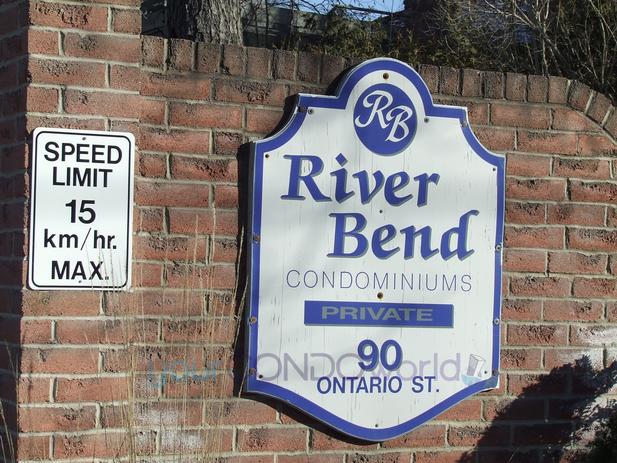 SPEED
LIMIT
15
km/hr.
MAX.
RB
River
Bend
CONDOMINIUMS
PRIVATE
90
ONTARIO ST.
yourCONDOworld